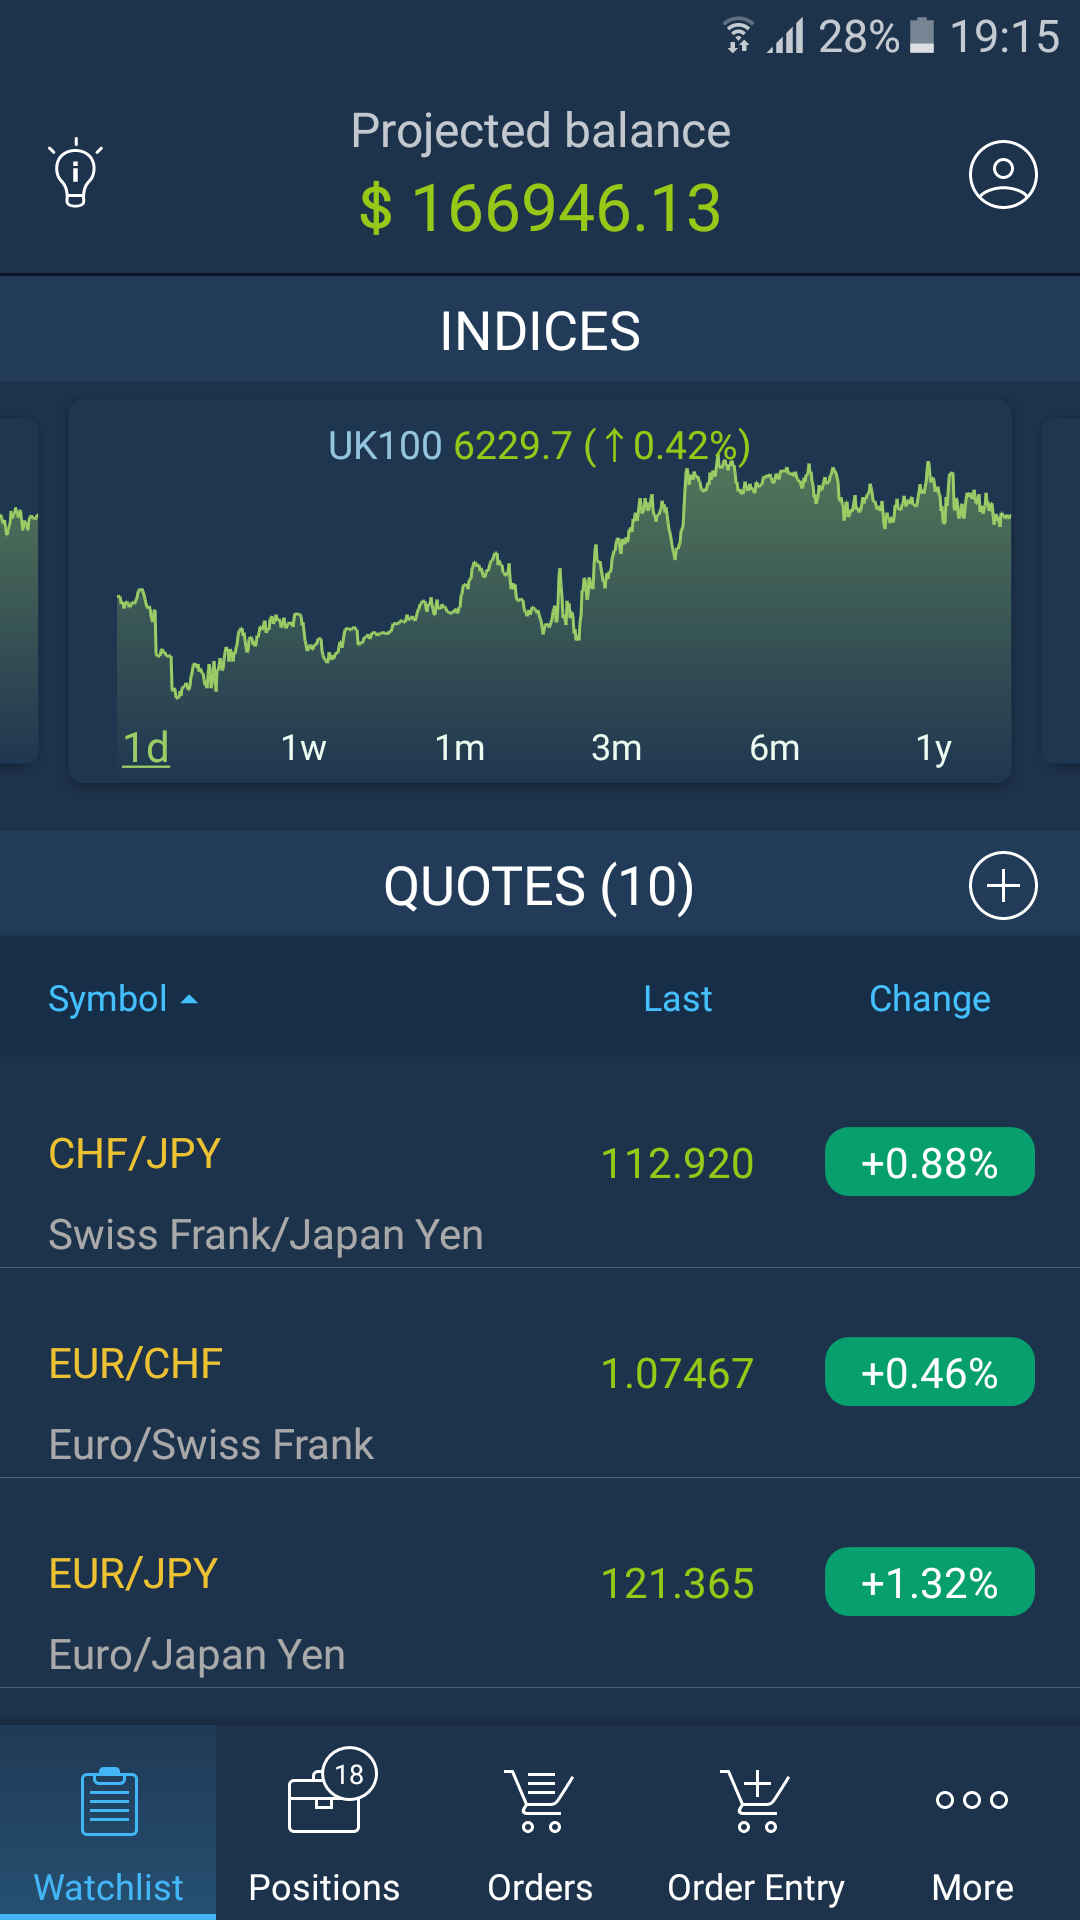 28% 19:15
Projected balance
$ 166946.13
INDICES
UK100 6229.7 (↑0.42%)
1d 1w 1m 3m 6m 1y
QUOTES (10)
Symbol Last Change
CHF/JPY 112.920 +0.88%
Swiss Frank/Japan Yen
EUR/CHF 1.07467 +0.46%
Euro/Swiss Frank
EUR/JPY 121.365 +1.32%
Euro/Japan Yen
18
Watchlist Positions Orders Order Entry More